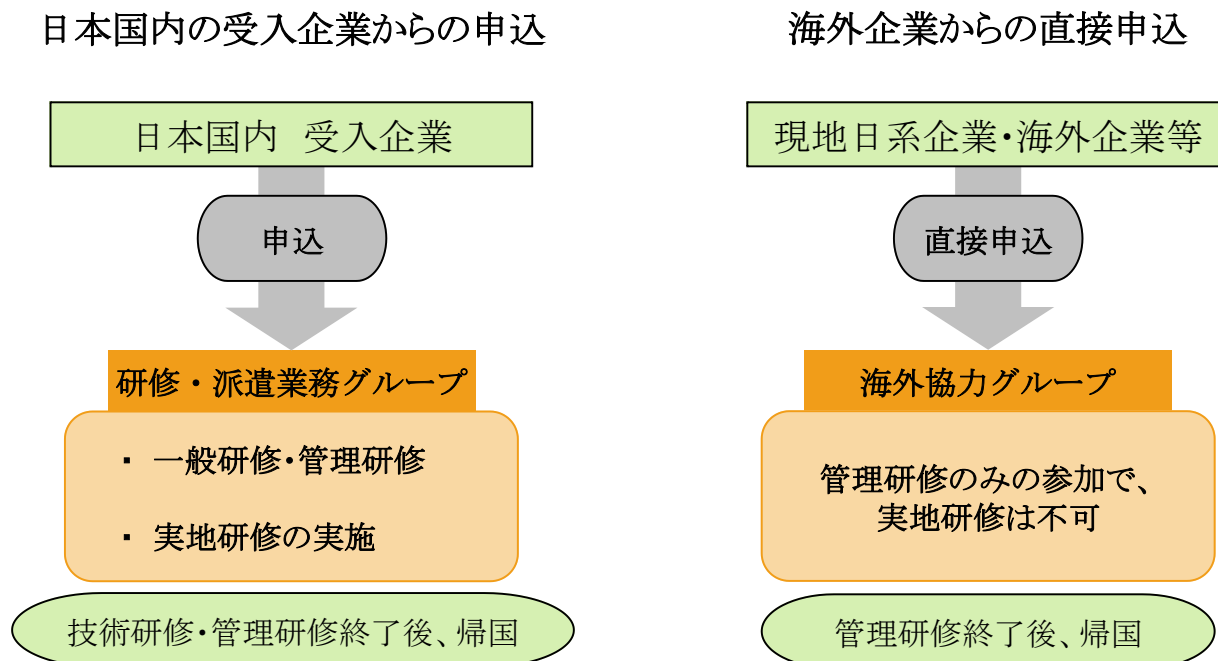 日本国内の受入企業からの申込
日本国内　受入企業
申込
研修・派遣業務グループ
・ 一般研修・管理研修
・ 実地研修の実施
技術研修・管理研修終了後、帰国
海外企業からの直接申込
現地日系企業・海外企業等
直接申込
海外協力グループ
管理研修のみの参加で、
実地研修は不可
管理研修終了後、帰国